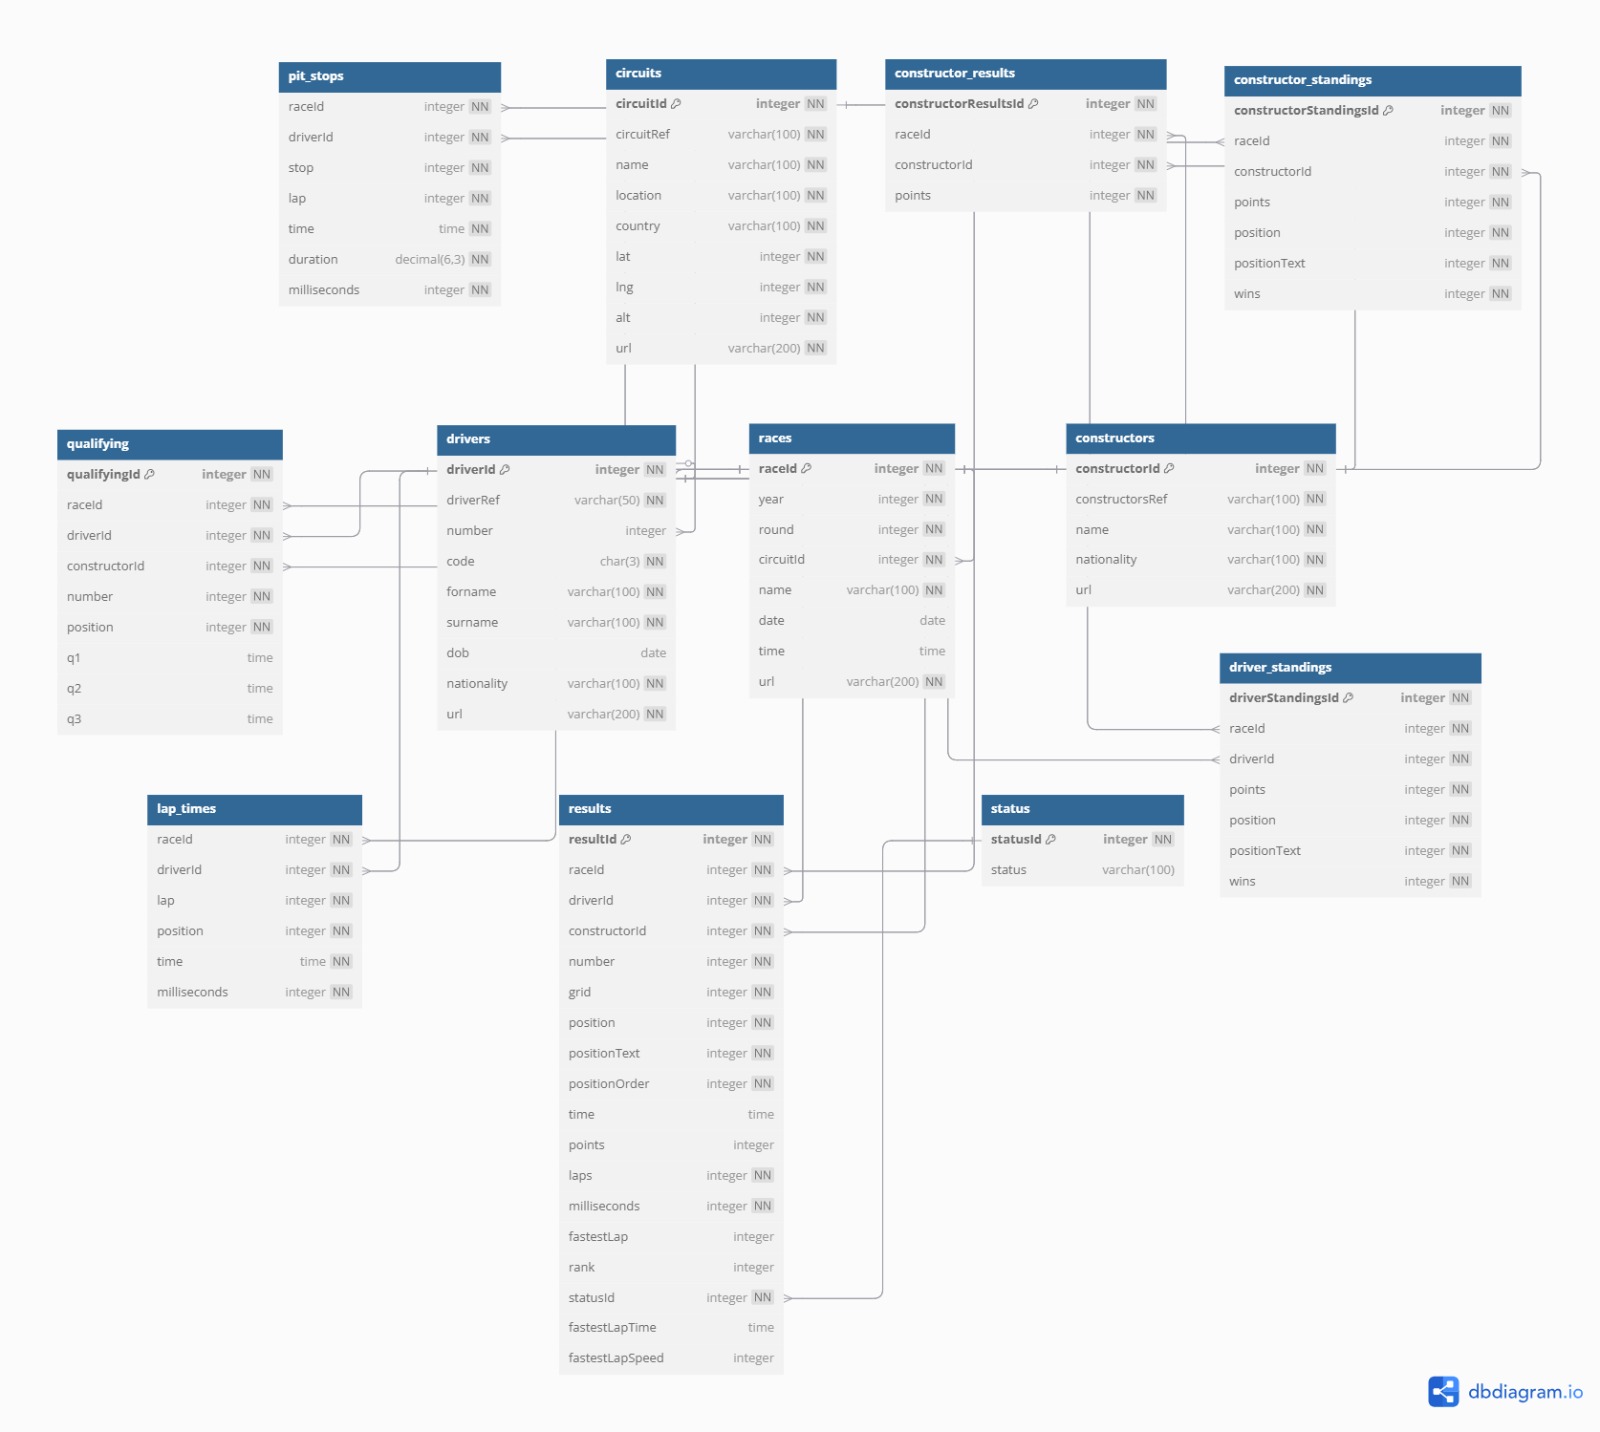 pit_stops
raceId integer NN
driverId integer NN
stop integer NN
lap integer NN
time time NN
duration decimal(6,3) NN
milliseconds integer NN
circuits
circuitId integer NN
circuitRef varchar(100) NN
name varchar(100) NN
location varchar(100) NN
country varchar(100) NN
lat integer NN
lng integer NN
alt integer NN
url varchar(200) NN
constructor_results
constructorResultsId integer NN
raceId integer NN
constructorId integer NN
points integer NN
constructor_standings
constructorStandingsId integer NN
raceId integer NN
constructorId integer NN
points integer NN
position integer NN
positionText integer NN
wins integer NN
qualifying
qualifyingId integer NN
raceId integer NN
driverId integer NN
constructorId integer NN
number integer NN
position integer NN
q1 time
q2 time
q3 time
drivers
driverId integer NN
driverRef varchar(50) NN
number integer
code char(3) NN
forname varchar(100) NN
surname varchar(100) NN
dob date
nationality varchar(100) NN
url varchar(200) NN
races
raceId integer NN
year integer NN
round integer NN
circuitId integer NN
name varchar(100) NN
date date
time time
url varchar(200) NN
constructors
constructorId integer NN
constructorsRef varchar(100) NN
name varchar(100) NN
nationality varchar(100) NN
url varchar(200) NN
driver_standings
driverStandingsId integer NN
raceId integer NN
driverId integer NN
points integer NN
position integer NN
positionText integer NN
wins integer NN
lap_times
raceId integer NN
driverId integer NN
lap integer NN
position integer NN
time time NN
milliseconds integer NN
results
resultId integer NN
raceId integer NN
driverId integer NN
constructorId integer NN
number integer NN
grid integer NN
position integer NN
positionText integer NN
positionOrder integer NN
time time
points integer
laps integer NN
milliseconds integer NN
fastestLap integer
rank integer
statusId integer NN
fastestLapTime time
fastestLapSpeed integer
status
statusId integer NN
status varchar(100)
dbdiagram.io